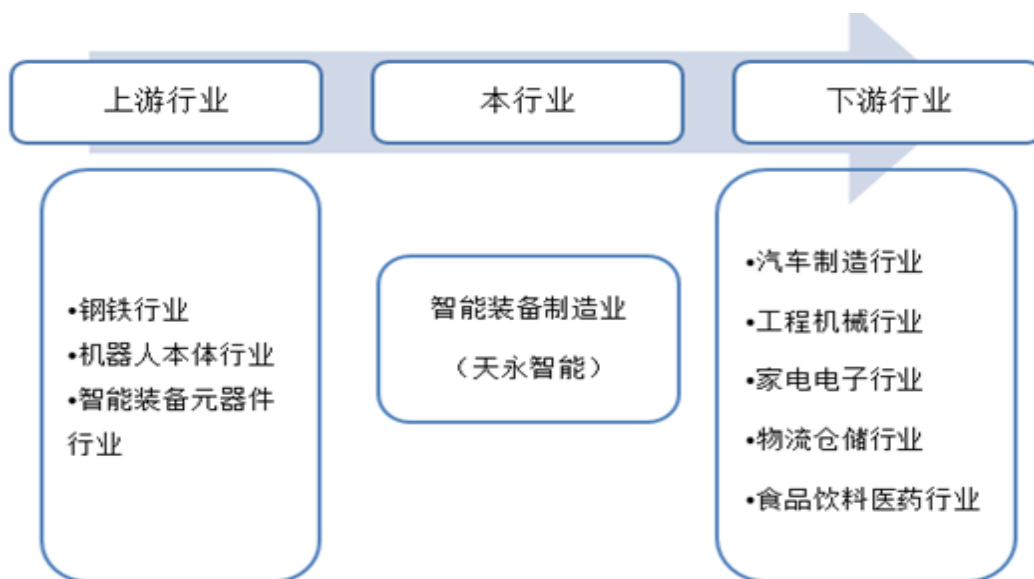 上游行业
本行业
下游行业
•钢铁行业
•机器人本体行业
•智能装备元器件
行业
智能装备制造业
（天永智能）
•汽车制造行业
•工程机械行业
•家电电子行业
•物流仓储行业
•食品饮料医药行业